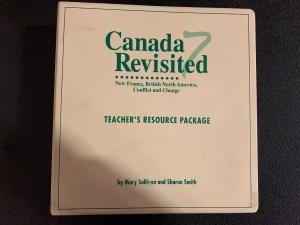 Canada 7
Revisited
New France, British North America,
Conflict and Change
TEACHER'S RESOURCE PACKAGE
by Mary Sullivan and Sharon Smith